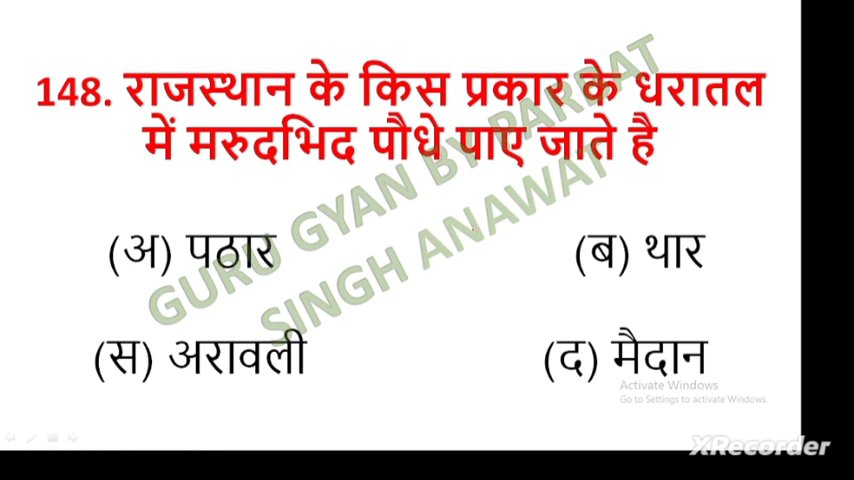 148. राजस्थान के किस प्रकार के धरातल
में मरुदभिद पौधे पाए जाते है
(अ) पठार
(ब) थार
(स) अरावली
(द) मैदान
GURU GYAN BY PARBAT
SINGH ANAWAT
Activate Windows
Go to Settings to activate Windows.
XRecorder